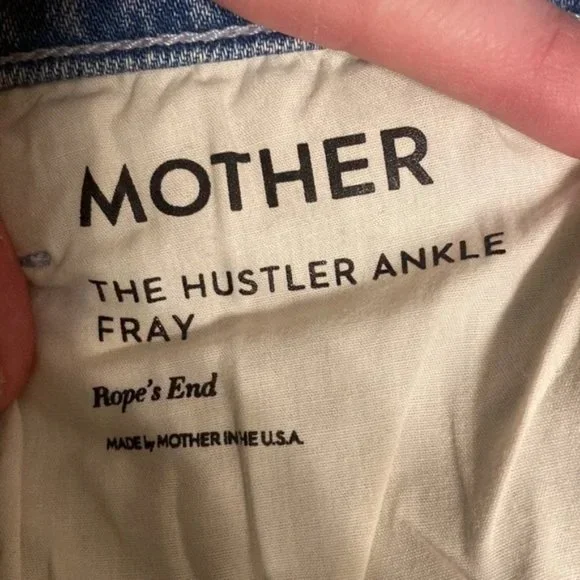 MOTHER
THE HUSTLER ANKLE
FRAY
Rope's End
MADE by MOTHER IN THE U.S.A.